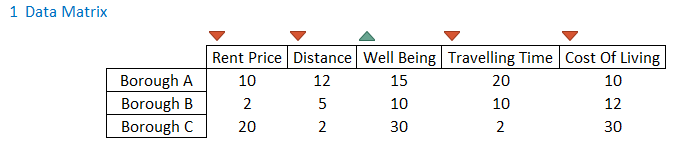 1 Data Matrix
Rent Price Distance Well Being Travelling Time Cost Of Living
Borough A 10 12 15 20 10
Borough B 2 5 10 10 12
Borough C 20 2 30 2 30